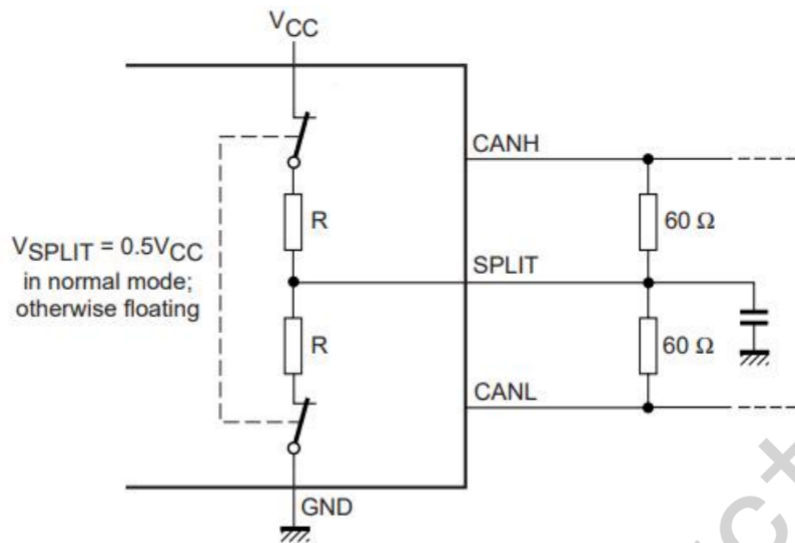 VCC
CANH
R
60 Ω
VSPLIT = 0.5VCC
in normal mode;
otherwise floating
SPLIT
R
60 Ω
CANL
GND